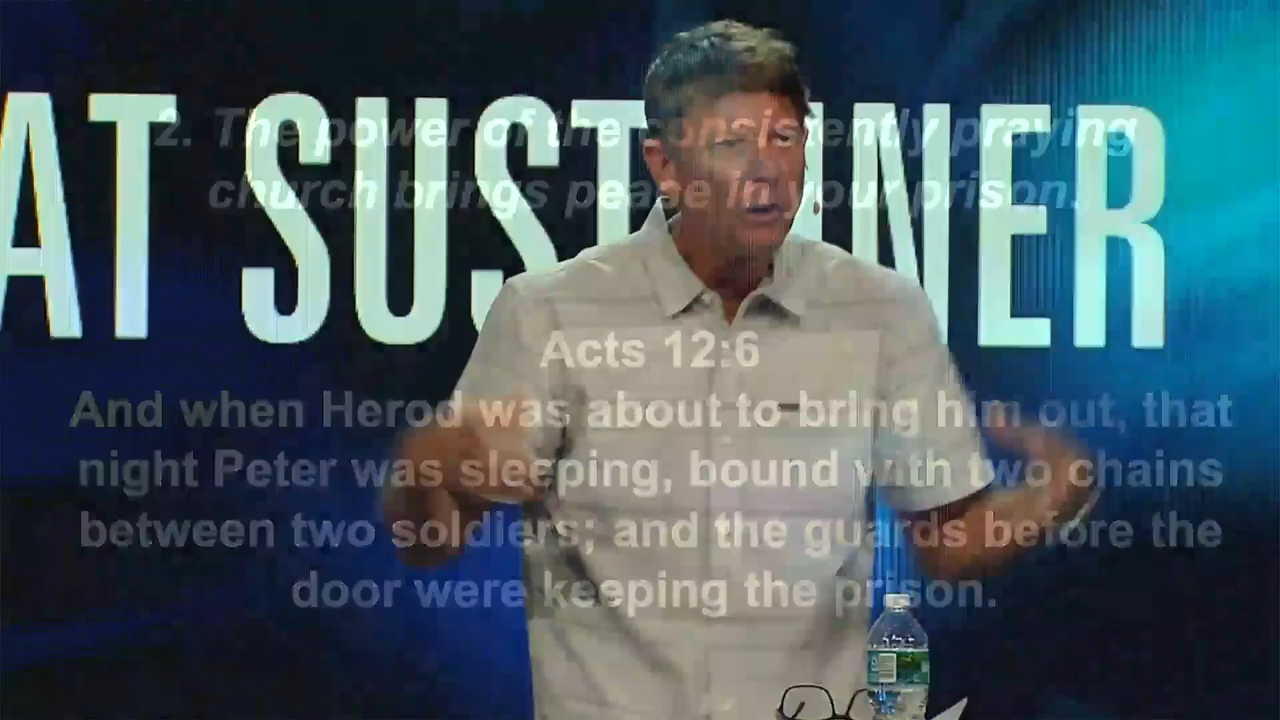 AT SUST NER
2. The power of the consistently praying
church brings peace in your prison.
Acts 12:6
And when Herod was about to bring him out, that
night Peter was sleeping, bound with two chains
between two soldiers; and the guards before the
door were keeping the prison.